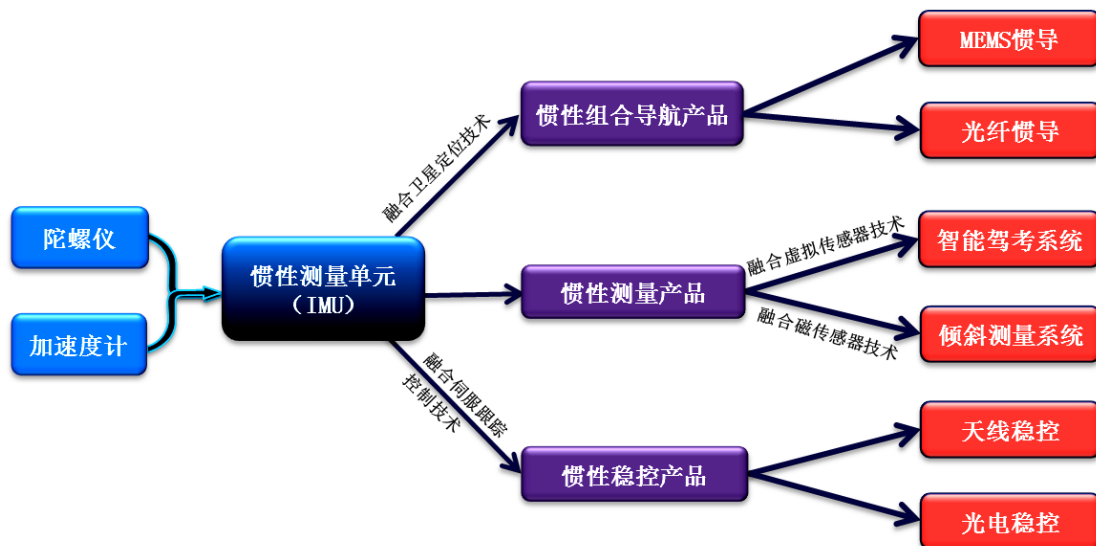 陀螺仪
加速度计
惯性测量单元
（IMU）
融合卫星定位技术
融合伺服跟踪
控制技术
惯性组合导航产品
惯性测量产品
惯性稳控产品
融合虚拟传感器技术
融合磁传感器技术
MEMS惯导
光纤惯导
智能驾考系统
倾斜测量系统
天线稳控
光电稳控